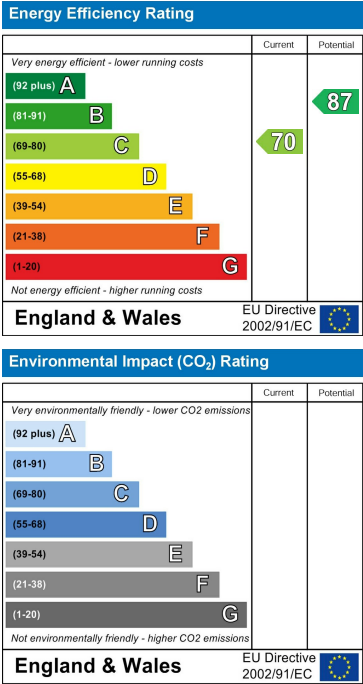 Energy Efficiency Rating
Current Potential
Very energy efficient - lower running costs
(92 plus) A
(81-91) B
(69-80) C
(55-68) D
(39-54) E
(21-38) F
(1-20) G
70
87
Not energy efficient - higher running costs
England & Wales
EU Directive
2002/91/EC
Environmental Impact (CO₂) Rating
Current Potential
Very environmentally friendly - lower CO2 emissions
(92 plus) A
(81-91) B
(69-80) C
(55-68) D
(39-54) E
(21-38) F
(1-20) G
Not environmentally friendly - higher CO2 emissions
England & Wales
EU Directive
2002/91/EC